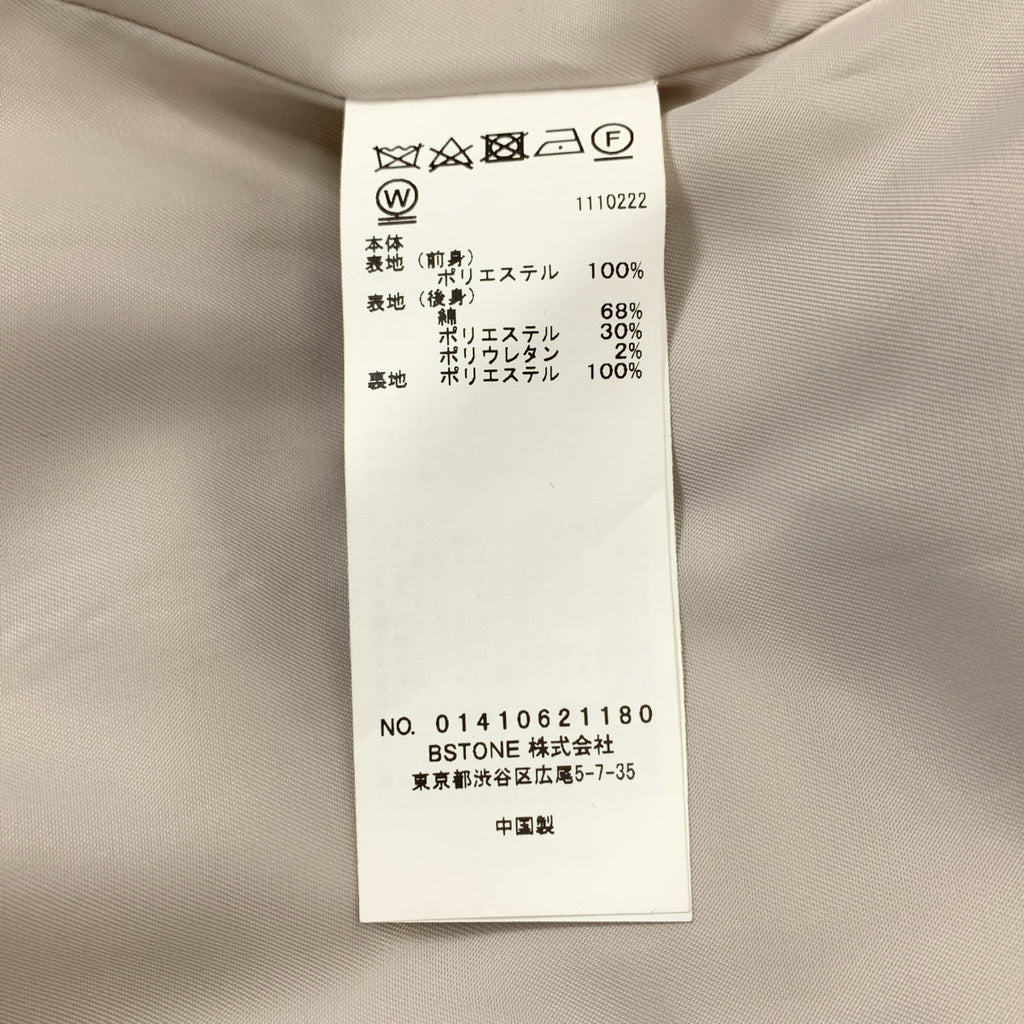 F
W
1110222
本体
表地（前身）
ポリエステル 100%
表地（後身）
綿 68%
ポリエステル 30%
ポリウレタン 2%
裏地 ポリエステル 100%
NO. 01410621180
BSTONE 株式会社
東京都渋谷区広尾5-7-35
中国製